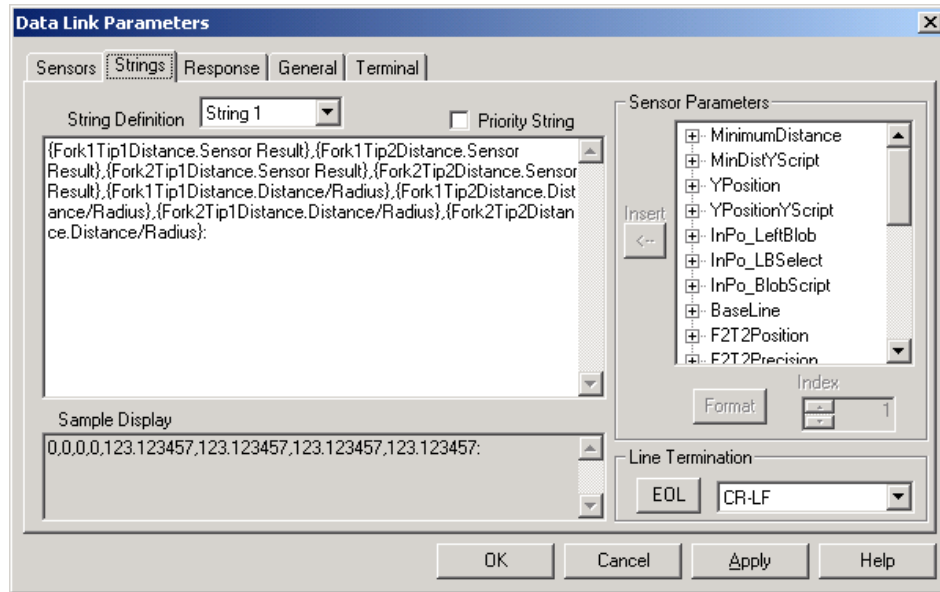 Data Link Parameters
Sensors Strings Response General Terminal
String Definition String 1 Priority String
{Fork1Tip1Distance.Sensor Result},{Fork1Tip2Distance.Sensor
Result},{Fork2Tip1Distance.Sensor Result},{Fork2Tip2Distance.Sensor
Result},{Fork1Tip1Distance.Distance/Radius},{Fork1Tip2Distance.Dist
ance/Radius},{Fork2Tip1Distance.Distance/Radius},{Fork2Tip2Distan
ce.Distance/Radius}:
Sample Display
0,0,0,0,123.123457,123.123457,123.123457,123.123457:
Sensor Parameters
Insert
<--
MinimumDistance
MinDistYScript
YPosition
YPositionYScript
InPo_LeftBlob
InPo_LBSelect
InPo_BlobScript
BaseLine
F2T2Position
F2T2Precision
Format
Index
1
Line Termination
EOL CR-LF
OK Cancel Apply Help